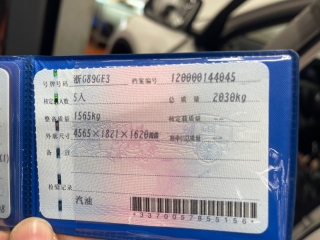 号牌号码 浙G89GF3 档案编号 120000144045
核定载人数 5人 总质量 2030kg
整备质量 1565kg 核定载质量
外廓尺寸 4565×1821×1620mm 准牵引总质量
备注
检验记录
汽油
*3370057855156*